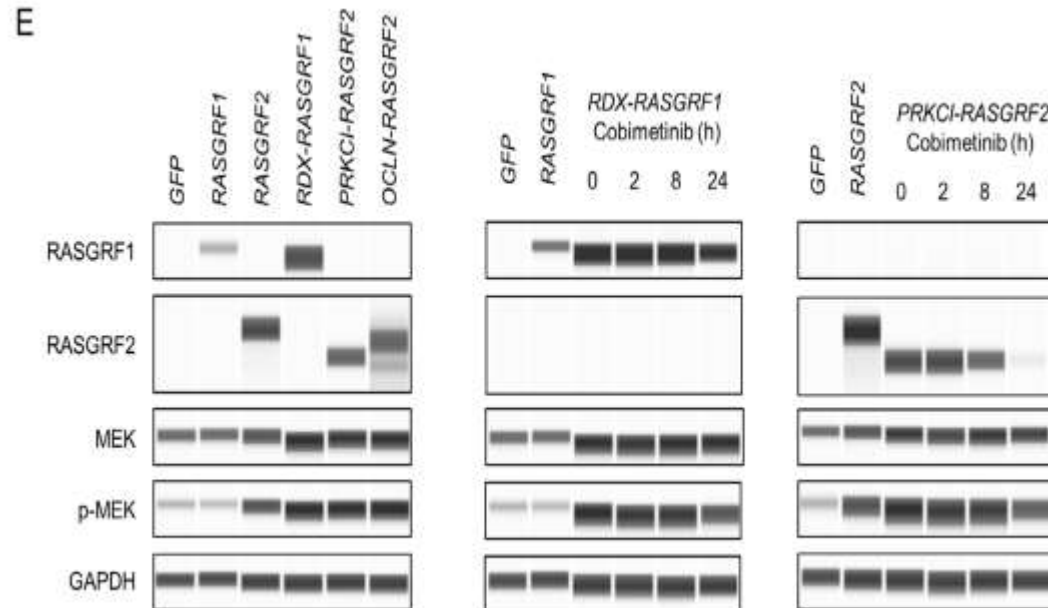 E
GFP
RASGRF1
RASGRF2
RDX-RASGRF1
PRKCI-RASGRF2
OCLN-RASGRF2
GFP
RASGRF1
RDX-RASGRF1
Cobimetinib (h)
0 2 8 24
GFP
RASGRF2
PRKCI-RASGRF2
Cobimetinib (h)
0 2 8 24
RASGRF1
RASGRF2
MEK
p-MEK
GAPDH